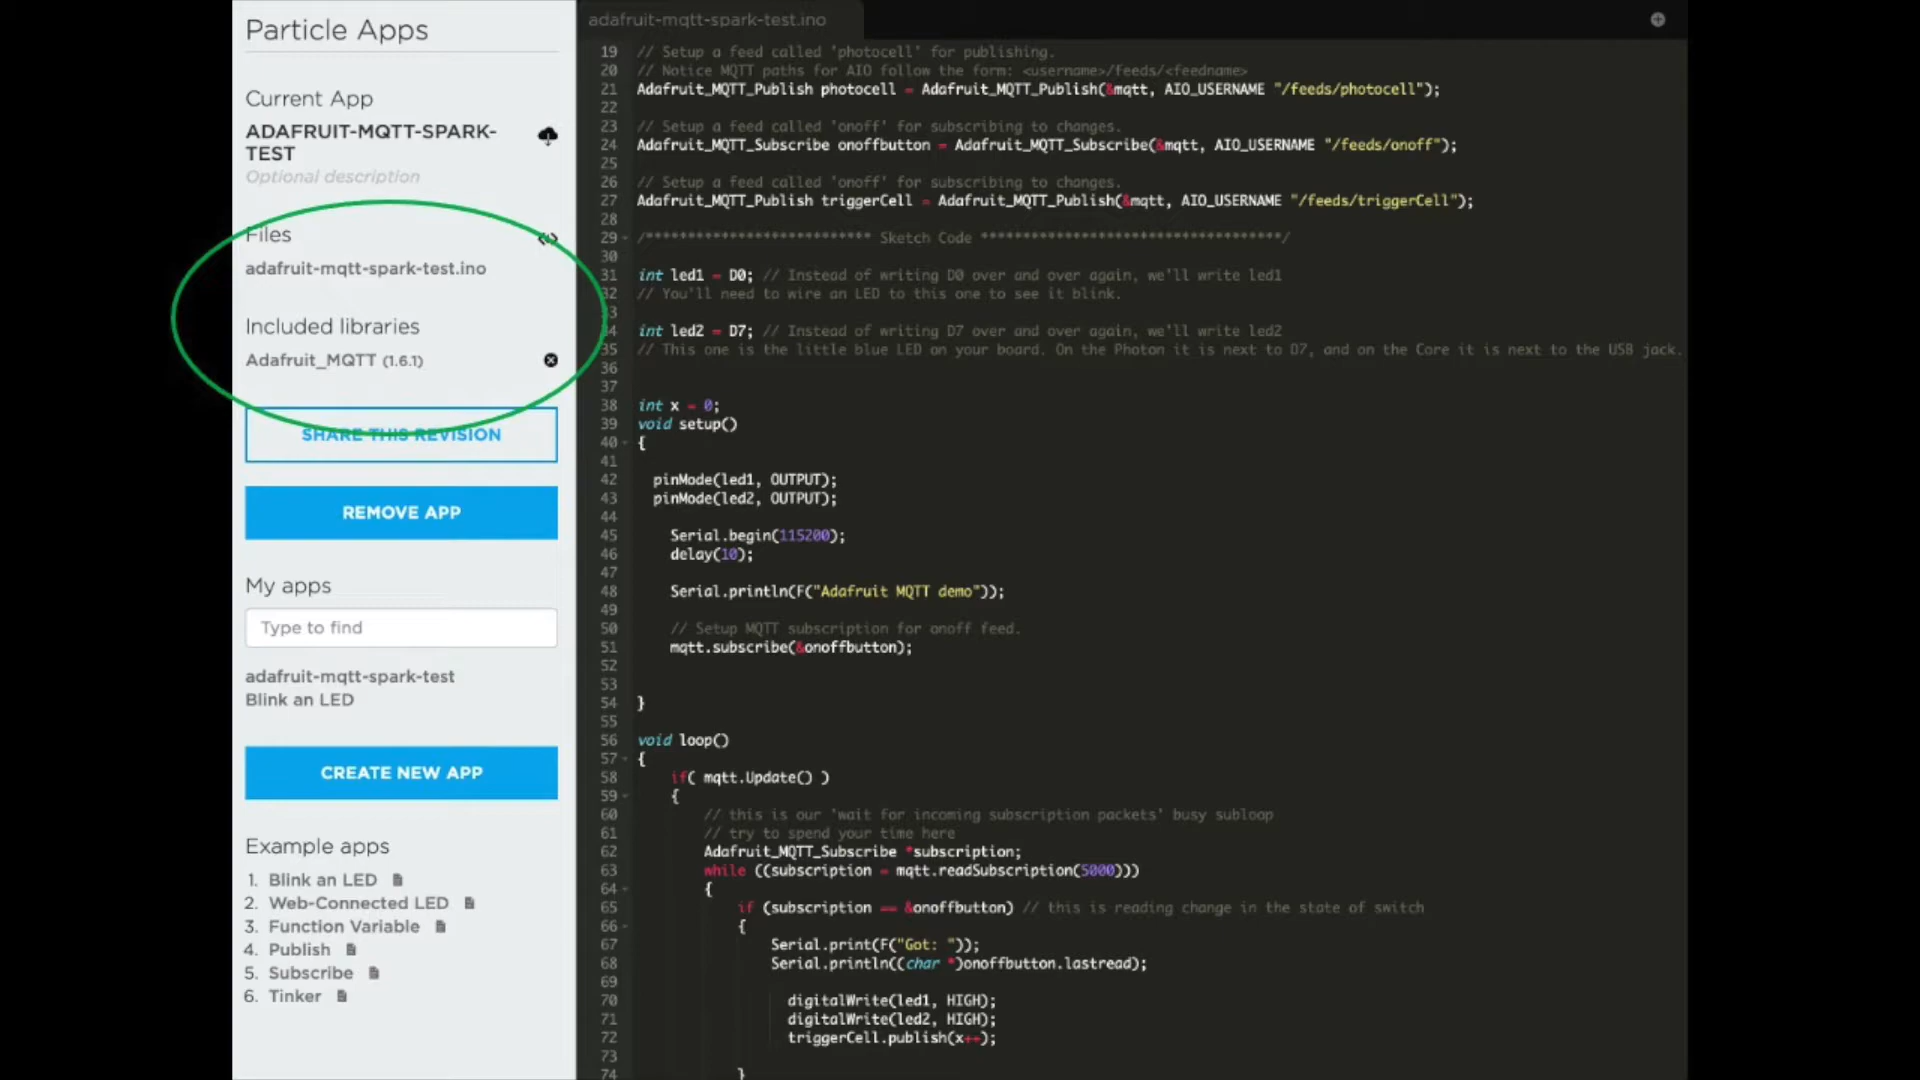 Particle Apps
Current App
ADAFRUIT-MQTT-SPARK-
TEST
Optional description
Files
adafruit-mqtt-spark-test.ino
Included libraries
Adafruit_MQTT (1.6.1)
SHARE THIS REVISION
REMOVE APP
My apps
Type to find
adafruit-mqtt-spark-test
Blink an LED
CREATE NEW APP
Example apps
1. Blink an LED
2. Web-Connected LED
3. Function Variable
4. Publish
5. Subscribe
6. Tinker
adafruit-mqtt-spark-test.ino
19 // Setup a feed called 'photocell' for publishing.
20 // Notice MQTT paths for AIO follow the form: <username>/feeds/<feedname>
21 Adafruit_MQTT_Publish photocell = Adafruit_MQTT_Publish(&mqtt, AIO_USERNAME "/feeds/photocell");
22
23 // Setup a feed called 'onoff' for subscribing to changes.
24 Adafruit_MQTT_Subscribe onoffbutton = Adafruit_MQTT_Subscribe(&mqtt, AIO_USERNAME "/feeds/onoff");
25
26 // Setup a feed called 'onoff' for subscribing to changes.
27 Adafruit_MQTT_Publish triggerCell = Adafruit_MQTT_Publish(&mqtt, AIO_USERNAME "/feeds/triggerCell");
28
29 /*************************** Sketch Code ************************************/
30
31 int led1 = D0; // Instead of writing D0 over and over again, we'll write led1
32 // You'll need to wire an LED to this one to see it blink.
33
34 int led2 = D7; // Instead of writing D7 over and over again, we'll write led2
35 // This one is the little blue LED on your board. On the Photon it is next to D7, and on the Core it is next to the USB jack.
36
37
38 int x = 0;
39 void setup()
40 {
41
42 pinMode(led1, OUTPUT);
43 pinMode(led2, OUTPUT);
44
45 Serial.begin(115200);
46 delay(10);
47
48 Serial.println(F("Adafruit MQTT demo"));
49
50 // Setup MQTT subscription for onoff feed.
51 mqtt.subscribe(&onoffbutton);
52
53
54 }
55
56 void loop()
57 {
58 if( mqtt.Update() )
59 {
60 // this is our 'wait for incoming subscription packets' busy subloop
61 // try to spend your time here
62 Adafruit_MQTT_Subscribe *subscription;
63 while ((subscription = mqtt.readSubscription(5000)))
64 {
65 if (subscription == &onoffbutton) // this is reading change in the state of switch
66 {
67 Serial.print(F("Got: "));
68 Serial.println((char *)onoffbutton.lastread);
69
70 digitalWrite(led1, HIGH);
71 digitalWrite(led2, HIGH);
72 triggerCell.publish(x++);
73
74 }